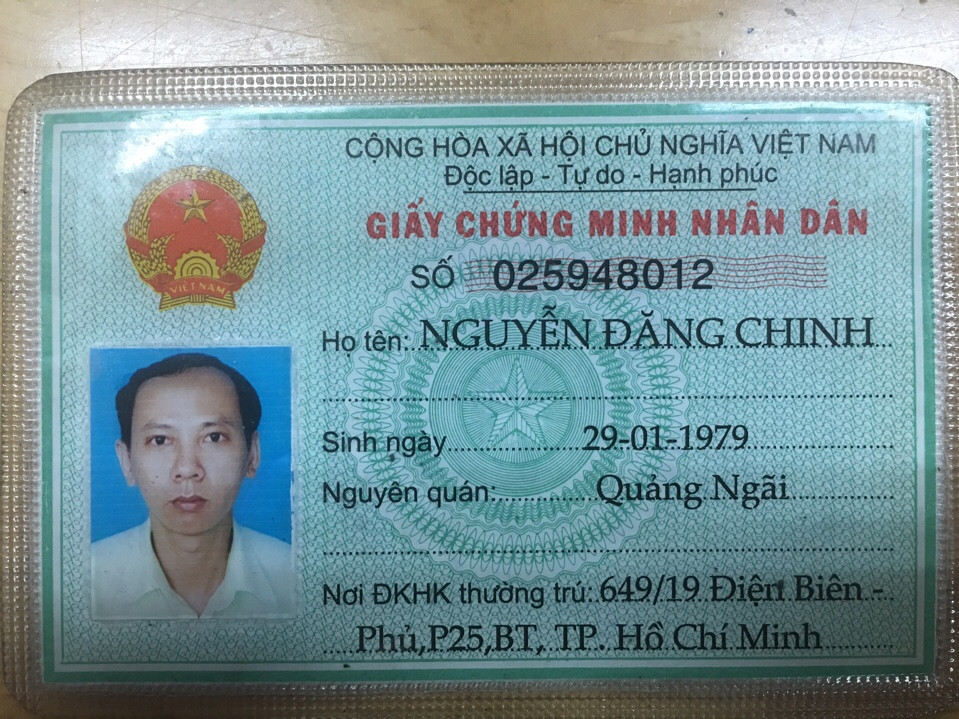 CỘNG HÒA XÃ HỘI CHỦ NGHĨA VIỆT NAM
Độc lập - Tự do - Hạnh phúc
GIẤY CHỨNG MINH NHÂN DÂN
SỐ 025948012
VIỆT NAM
Họ tên: NGUYỄN ĐĂNG CHINH
Sinh ngày 29-01-1979
Nguyên quán: Quảng Ngãi
Nơi ĐKHK thường trú: 649/19 Điện Biên -
Phủ,P25,BT, TP. Hồ Chí Minh